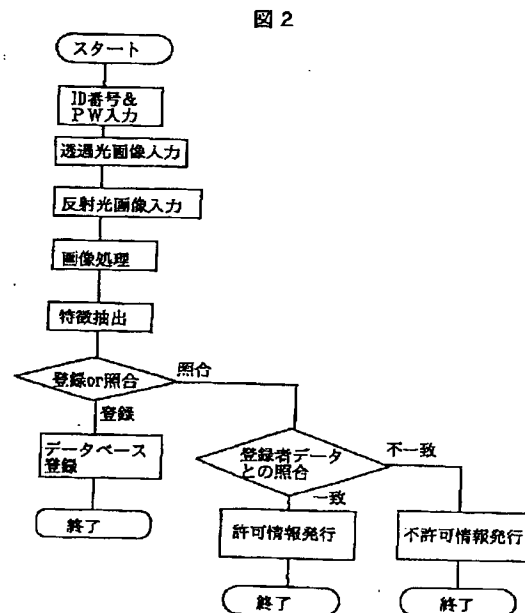 図２
スタート
ID番号&
ＰＷ入力
透過光画像入力
反射光画像入力
画像処理
特徴抽出
登録or照合
照合
登録
データベース
登録
終了
登録者データ
との照合
不一致
一致
許可情報発行
不許可情報発行
終了
終了